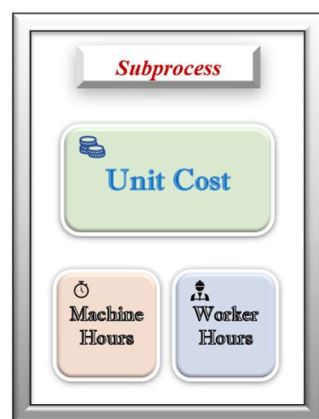 Subprocess
Unit Cost
Machine
Hours
Worker
Hours